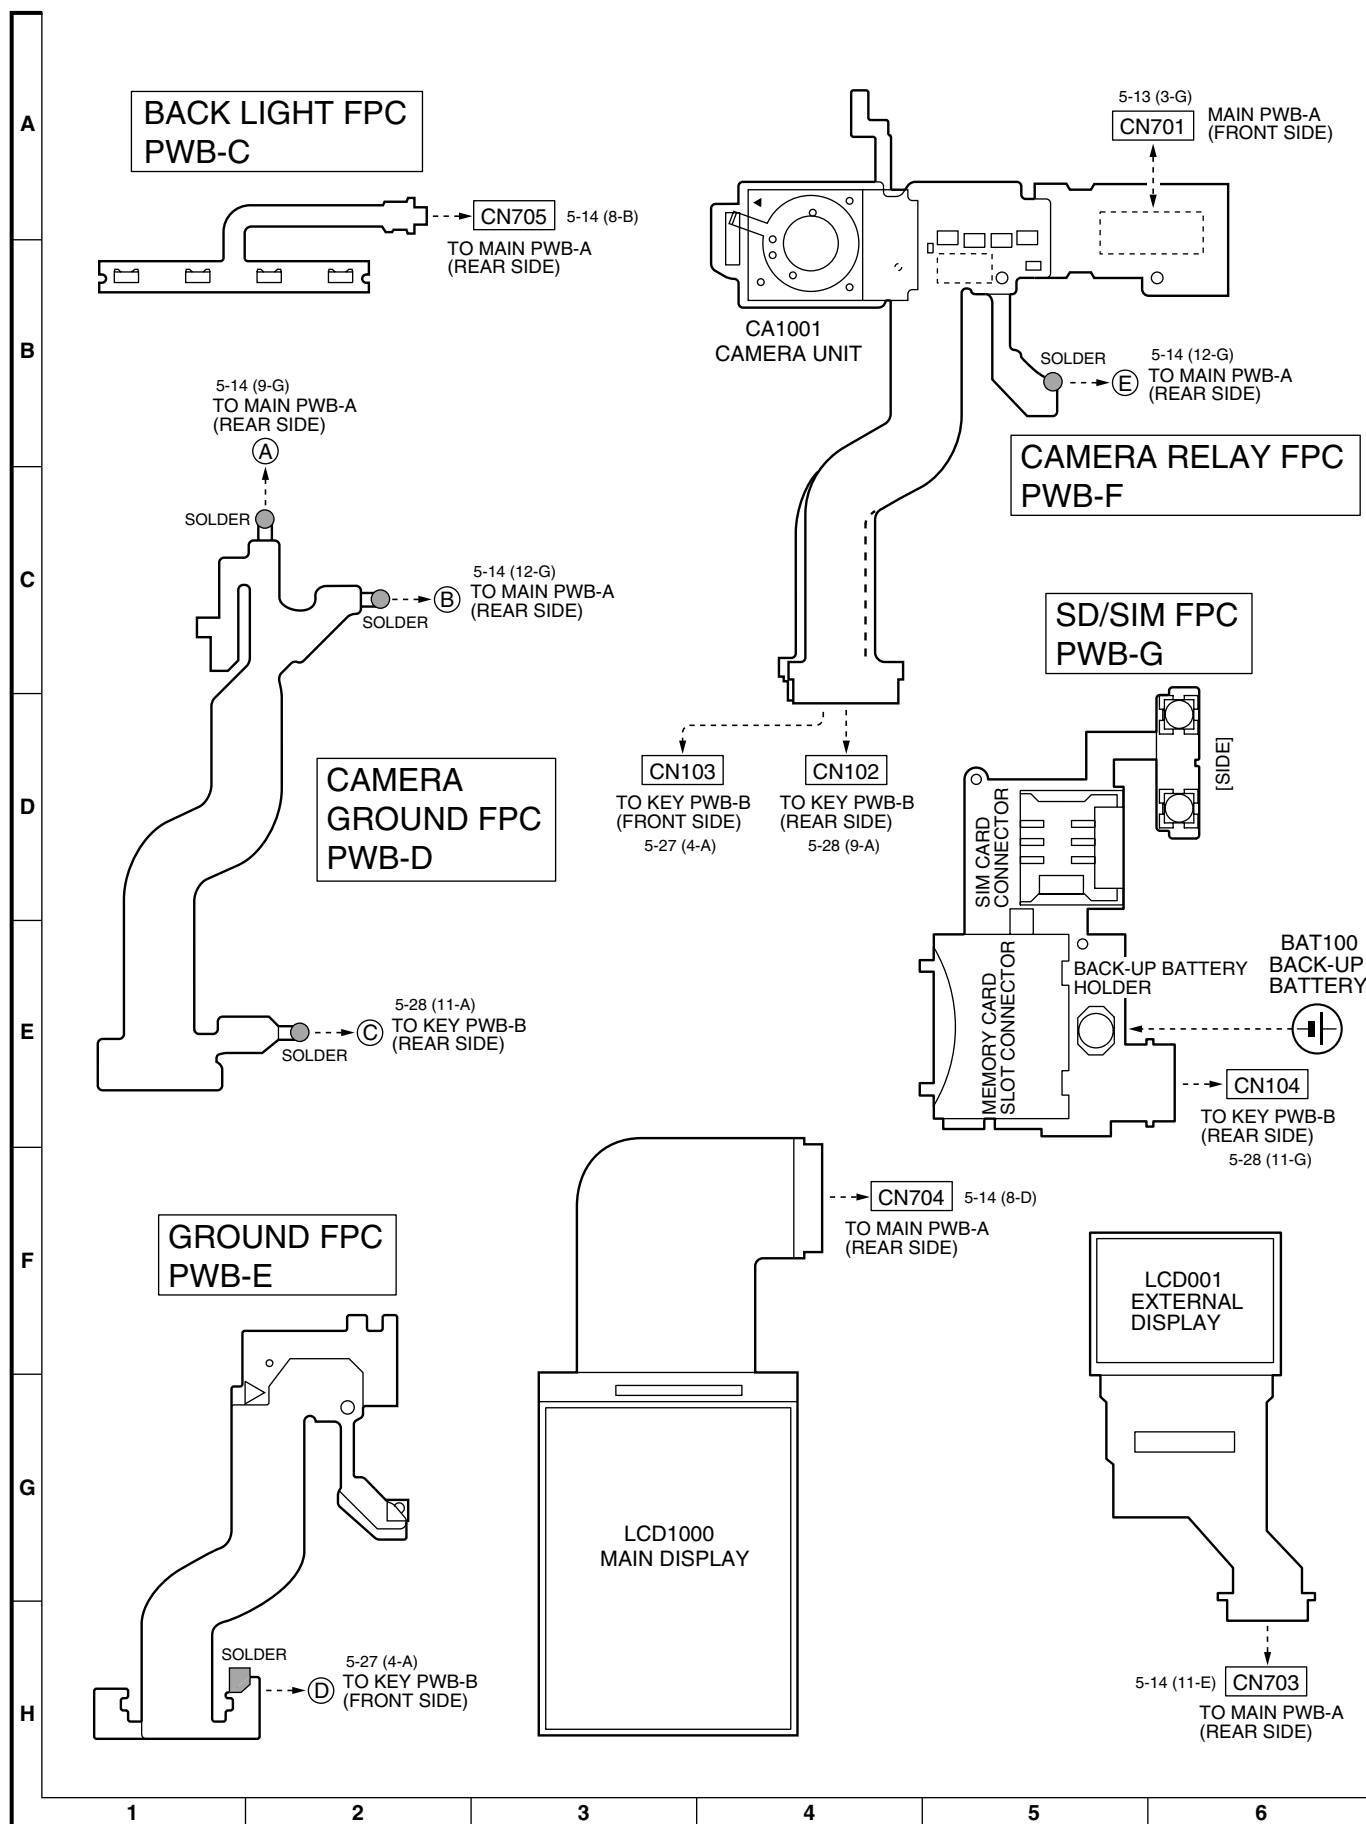 A
B
C
D
E
F
G
H
1
2
3
4
5
6
BACK LIGHT FPC
PWB-C
CN705
5-14 (8-B)
TO MAIN PWB-A
(REAR SIDE)
5-13 (3-G)
CN701
MAIN PWB-A
(FRONT SIDE)
CA1001
CAMERA UNIT
SOLDER
E
5-14 (12-G)
TO MAIN PWB-A
(REAR SIDE)
CAMERA RELAY FPC
PWB-F
5-14 (9-G)
TO MAIN PWB-A
(REAR SIDE)
A
SOLDER
SOLDER
B
5-14 (12-G)
TO MAIN PWB-A
(REAR SIDE)
CAMERA
GROUND FPC
PWB-D
SOLDER
C
5-28 (11-A)
TO KEY PWB-B
(REAR SIDE)
CN103
TO KEY PWB-B
(FRONT SIDE)
5-27 (4-A)
CN102
TO KEY PWB-B
(REAR SIDE)
5-28 (9-A)
SD/SIM FPC
PWB-G
[SIDE]
SIM CARD
CONNECTOR
MEMORY CARD
SLOT CONNECTOR
BACK-UP BATTERY
HOLDER
BAT100
BACK-UP
BATTERY
CN104
TO KEY PWB-B
(REAR SIDE)
5-28 (11-G)
GROUND FPC
PWB-E
SOLDER
D
5-27 (4-A)
TO KEY PWB-B
(FRONT SIDE)
CN704
5-14 (8-D)
TO MAIN PWB-A
(REAR SIDE)
LCD1000
MAIN DISPLAY
LCD001
EXTERNAL
DISPLAY
5-14 (11-E)
CN703
TO MAIN PWB-A
(REAR SIDE)